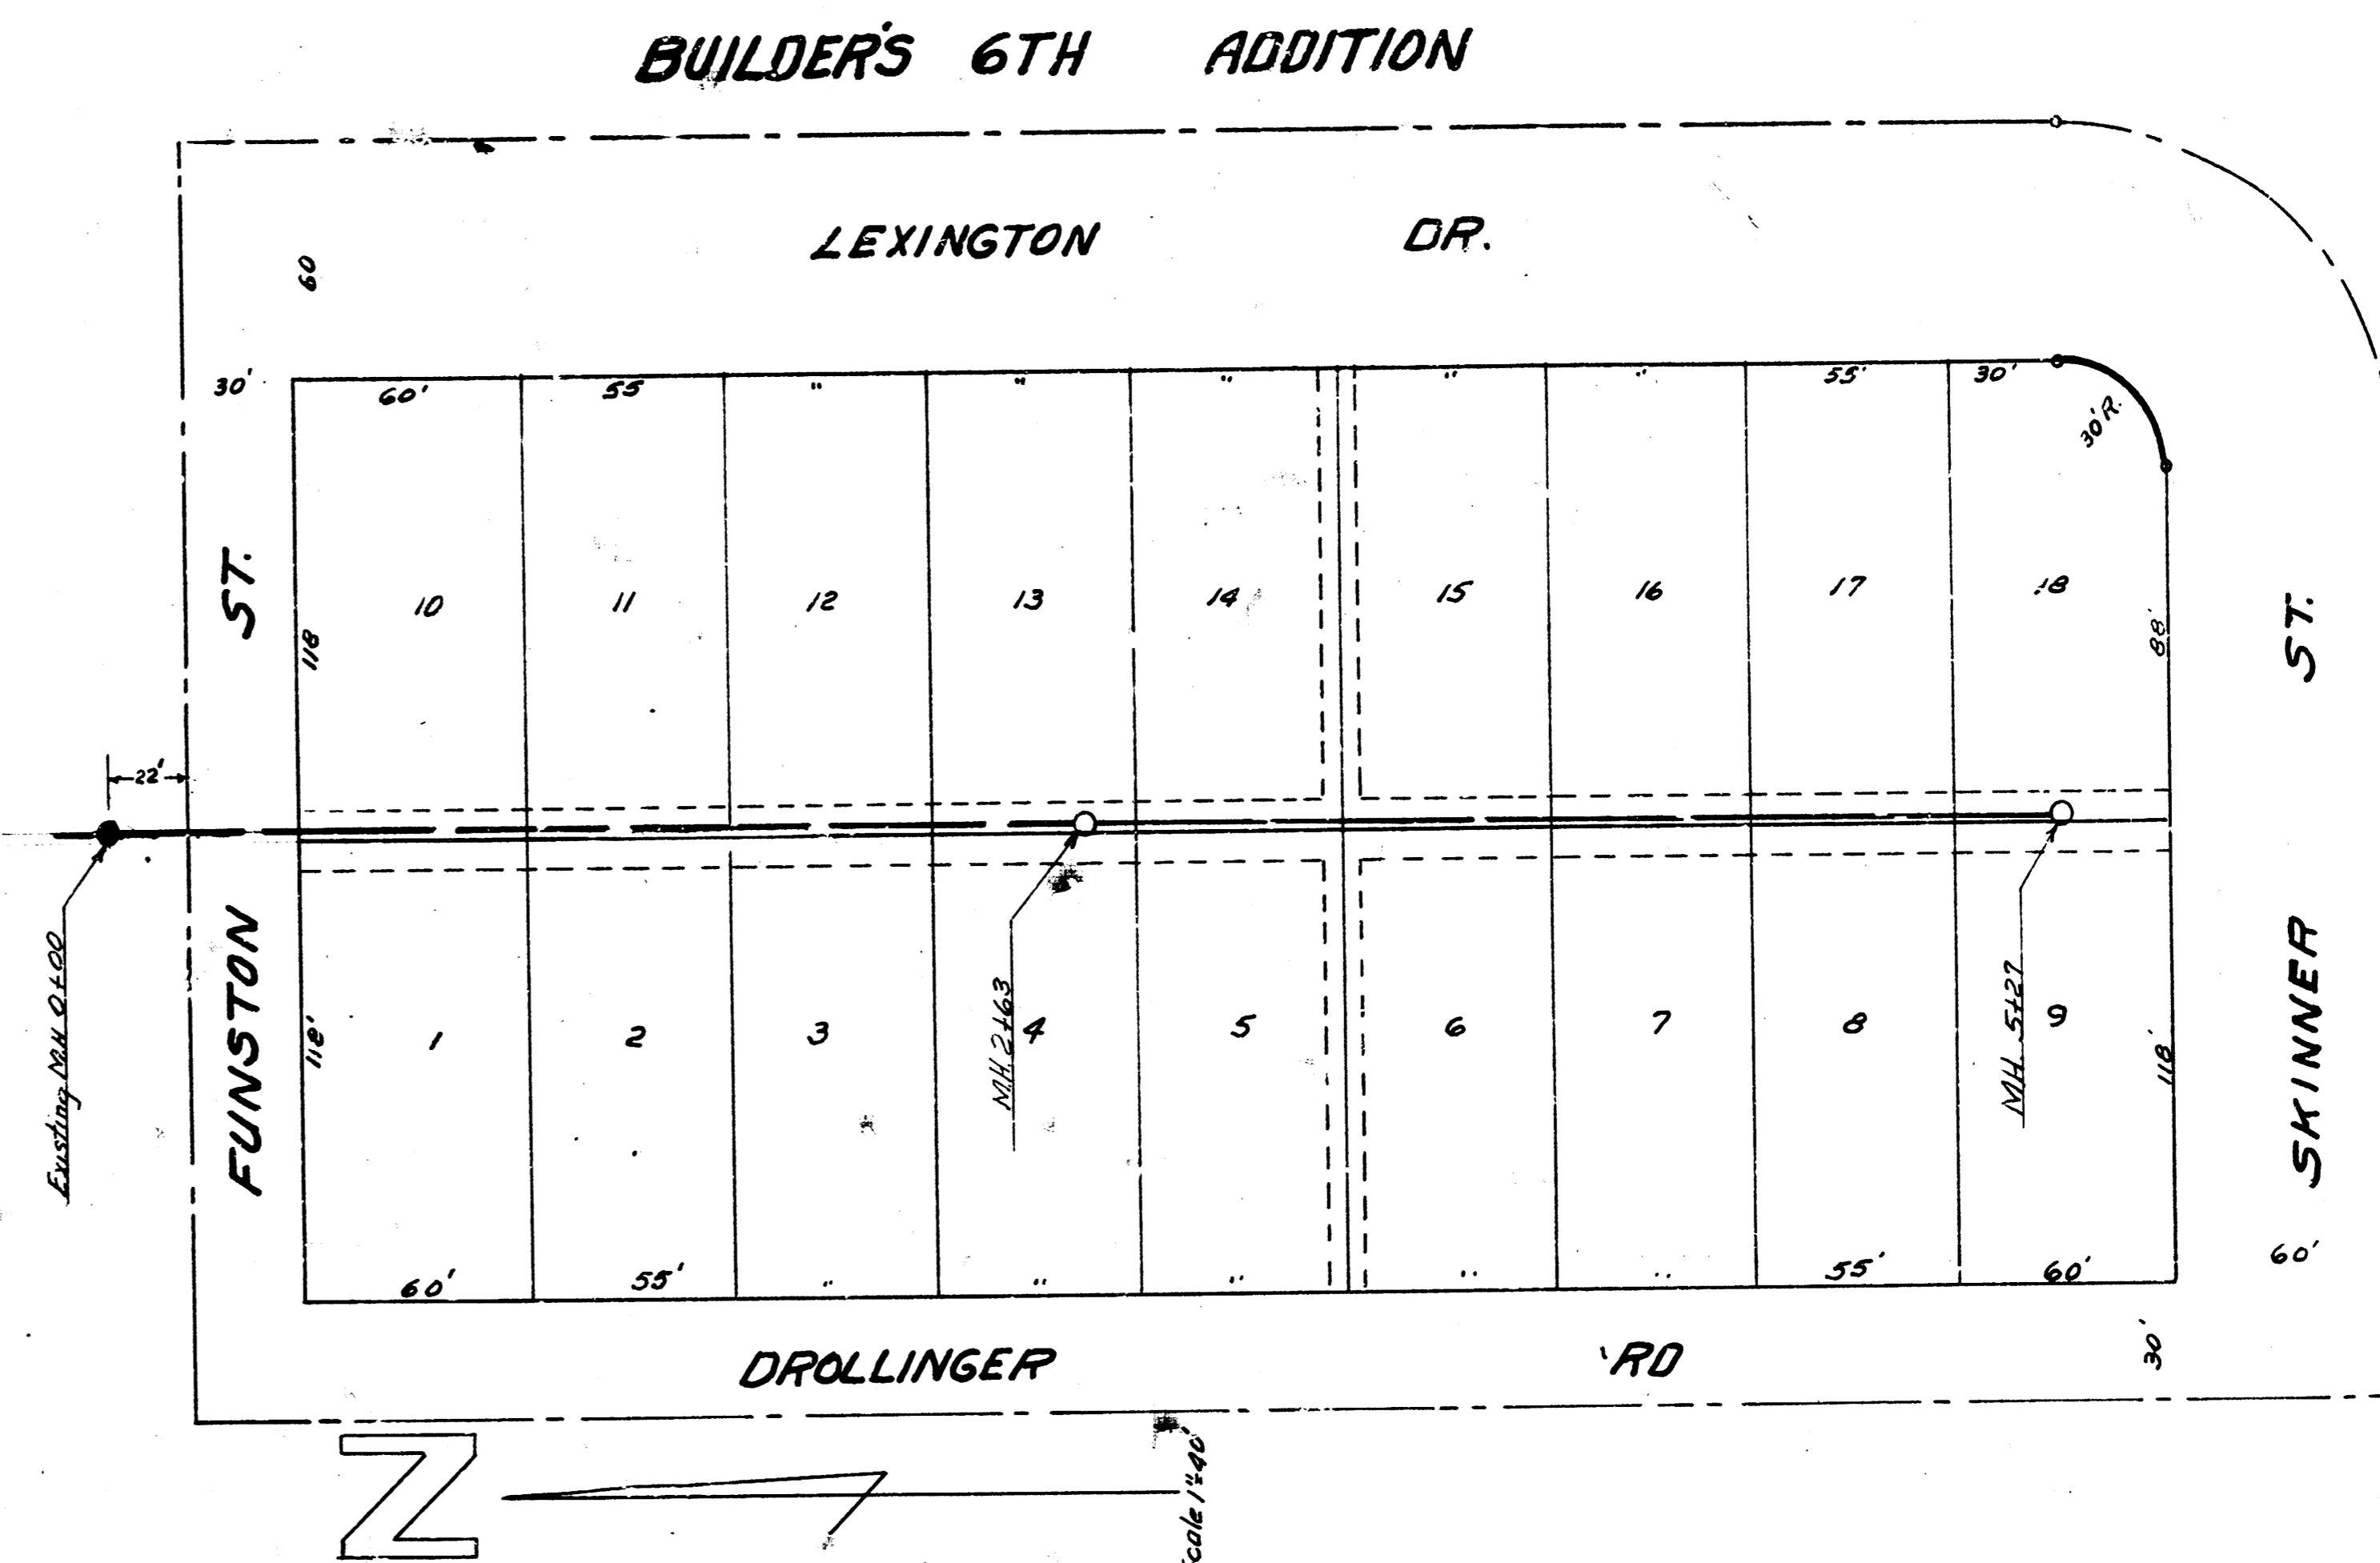 BUILDER'S 6TH ADDITION
LEXINGTON DR.
60
30'
60' 55 " " " " " 55' 30'
30'R.
ST.
10 11 12 13 14 15 16 17 18
118
88'
ST.
22'
Existing M.H. 0+00
FUNSTON
118'
1 2 3 4 5 6 7 8 9
M.H. 2+63
M.H. 5+27
118'
SKINNER
60' 55' " " " " " 55' 60'
60'
DROLLINGER RD
30'
N
Scale 1"=40'